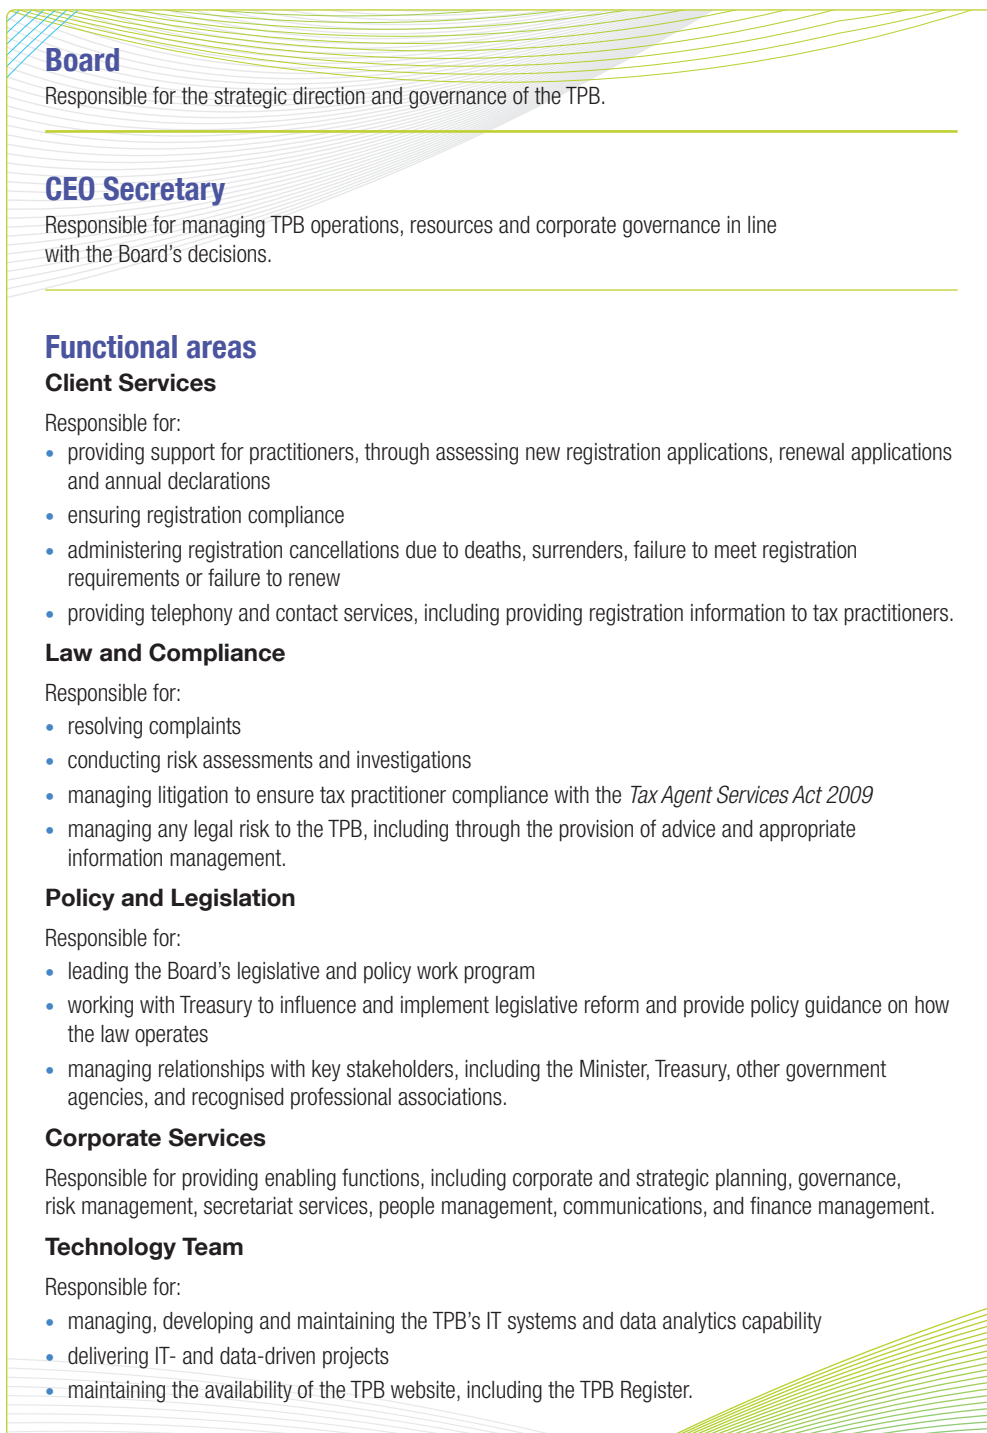 Board
Responsible for the strategic direction and governance of the TPB.
CEO Secretary
Responsible for managing TPB operations, resources and corporate governance in line
with the Board's decisions.
Functional areas
Client Services
Responsible for:
• providing support for practitioners, through assessing new registration applications, renewal applications
and annual declarations
• ensuring registration compliance
• administering registration cancellations due to deaths, surrenders, failure to meet registration
requirements or failure to renew
• providing telephony and contact services, including providing registration information to tax practitioners.
Law and Compliance
Responsible for:
• resolving complaints
• conducting risk assessments and investigations
• managing litigation to ensure tax practitioner compliance with the Tax Agent Services Act 2009
• managing any legal risk to the TPB, including through the provision of advice and appropriate
information management.
Policy and Legislation
Responsible for:
• leading the Board's legislative and policy work program
• working with Treasury to influence and implement legislative reform and provide policy guidance on how
the law operates
• managing relationships with key stakeholders, including the Minister, Treasury, other government
agencies, and recognised professional associations.
Corporate Services
Responsible for providing enabling functions, including corporate and strategic planning, governance,
risk management, secretariat services, people management, communications, and finance management.
Technology Team
Responsible for:
• managing, developing and maintaining the TPB's IT systems and data analytics capability
• delivering IT- and data-driven projects
• maintaining the availability of the TPB website, including the TPB Register.